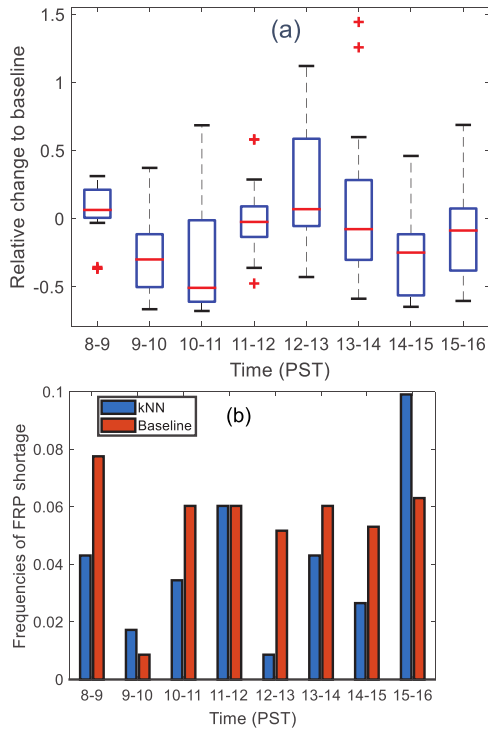 (a)
Relative change to baseline
1.5
1
0.5
0
-0.5
8-9 9-10 10-11 11-12 12-13 13-14 14-15 15-16
Time (PST)
(b)
kNN
Baseline
Frequencies of FRP shortage
0.1
0.08
0.06
0.04
0.02
0
8-9 9-10 10-11 11-12 12-13 13-14 14-15 15-16
Time (PST)